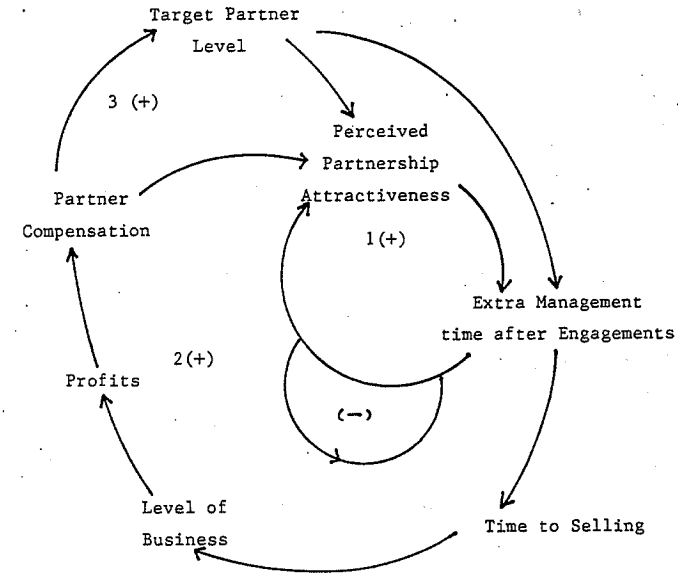 Target Partner
Level
3 (+)
Perceived
Partnership
Attractiveness
Partner
Compensation
1(+)
Extra Management
time after Engagements
2(+)
Profits
(-)
Level of
Business
Time to Selling